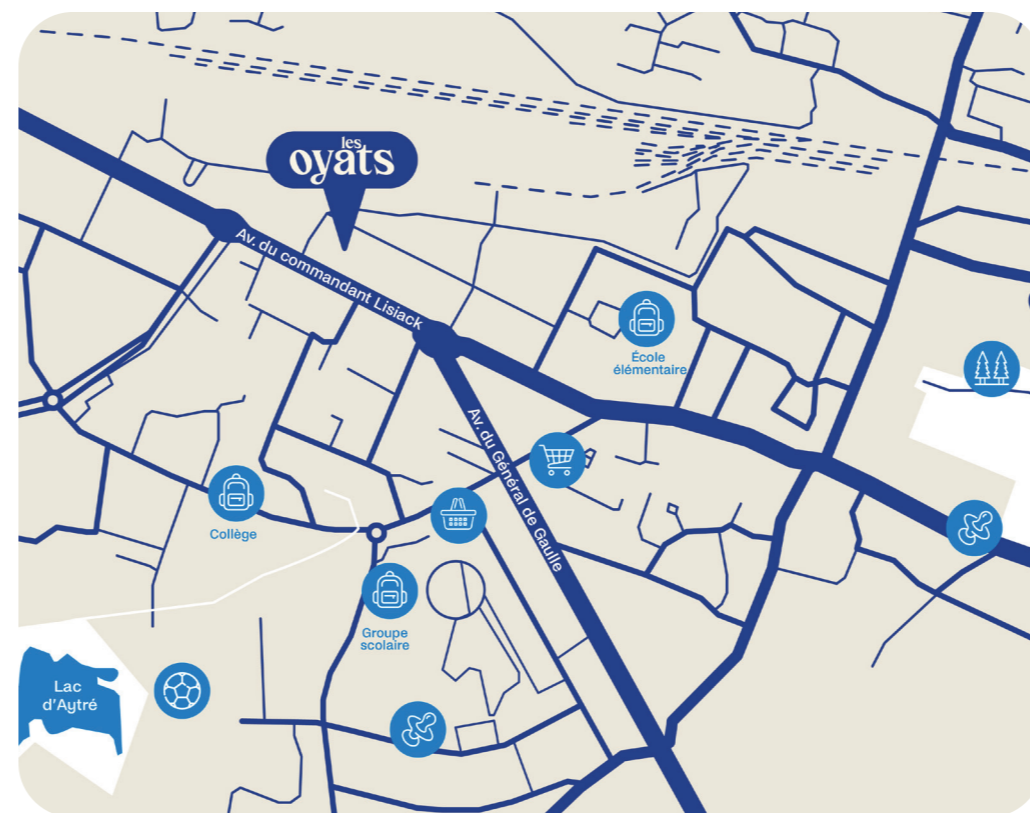 les
oyats
Av. du commandant Lisiack
École
élémentaire
Av. du Général de Gaulle
Collège
Groupe
scolaire
Lac
d'Aytré